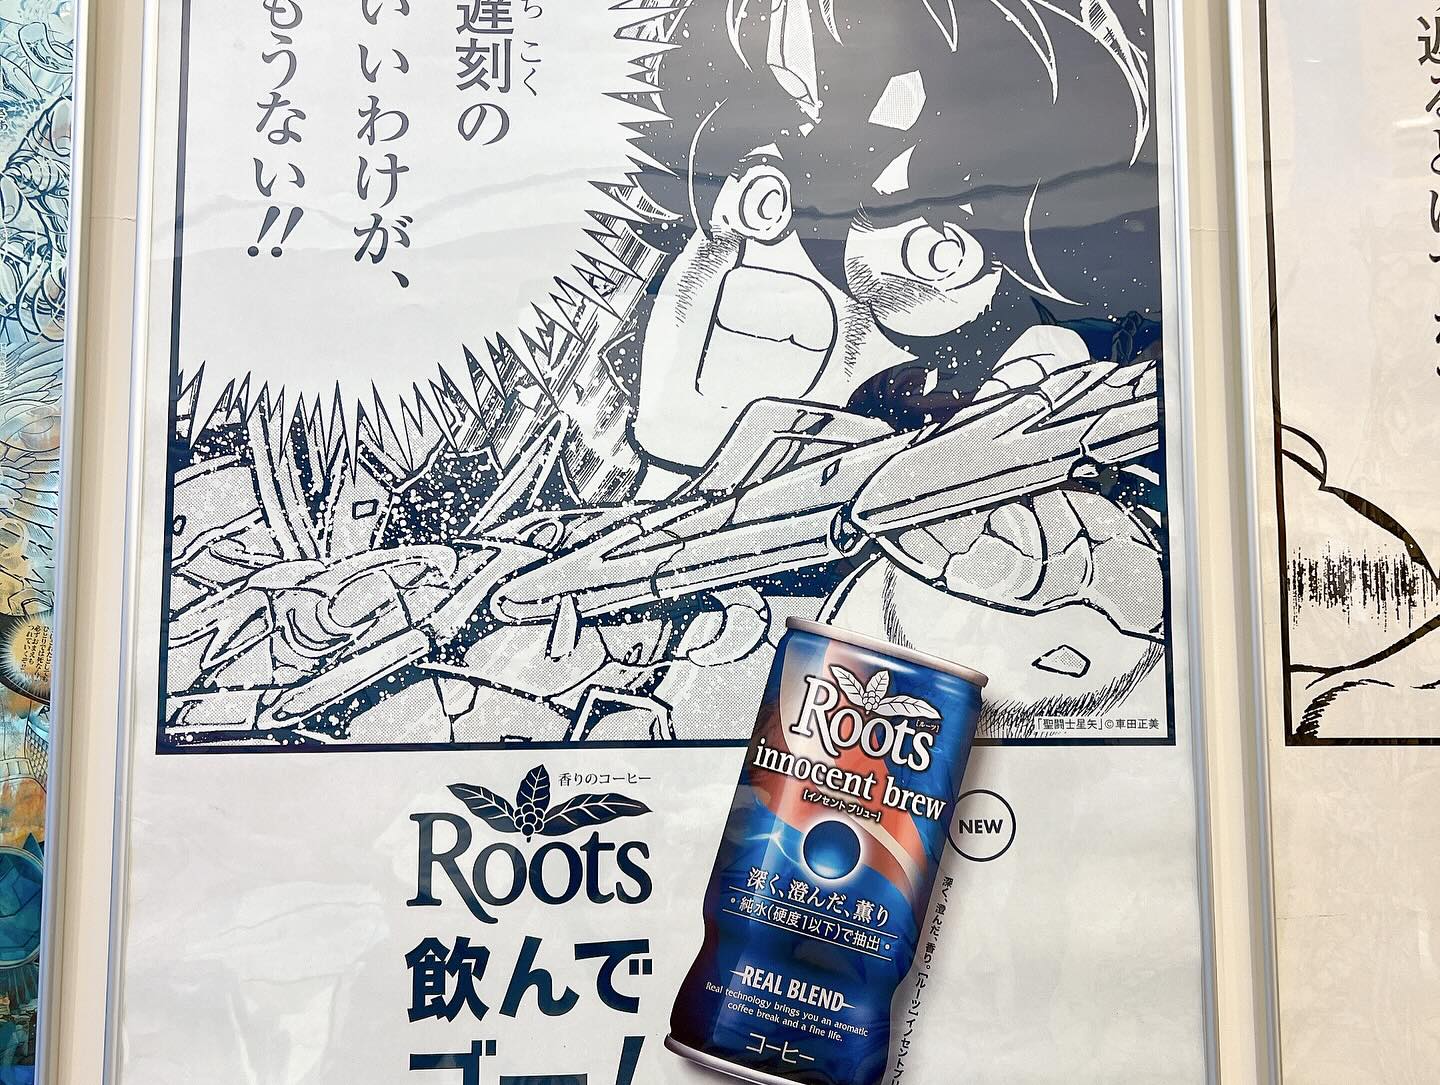 遅刻の
ちこく
いいわけが、
もうない!!
「聖闘士星矢」©車田正美
香りのコーヒー
Roots
飲んで
ゴー!
Roots
[ルーツ]
innocent brew
[イノセントブリュー]
深く、澄んだ、薫り
・純水(硬度1以下)で抽出・
REAL BLEND
Real technology brings you an aromatic
coffee break and a fine life.
コーヒー
NEW
深く、澄んだ、香り。[ルーツ]イノセントブリ